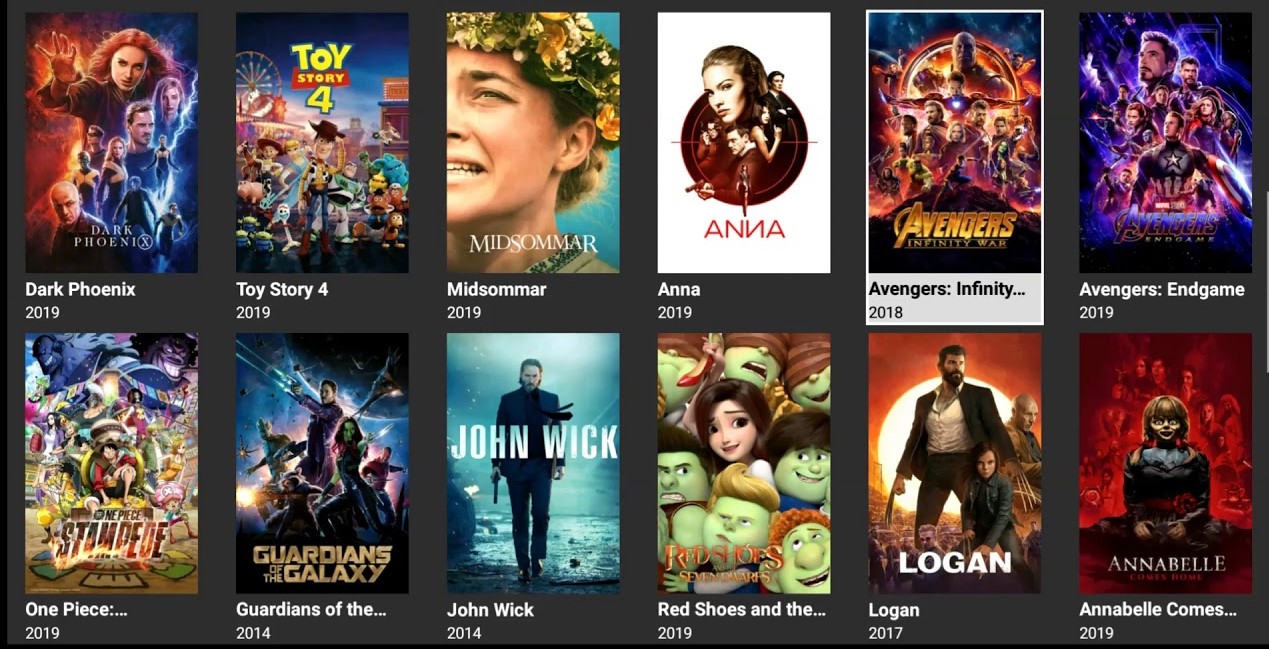 TOY
STORY
4
DARK
PHOENIX
MIDSOMMAR
ANNA
AVENGERS
INFINITY WAR
MARVEL STUDIOS
AVENGERS
ENDGAME
Dark Phoenix
Toy Story 4
Midsommar
Anna
Avengers: Infinity...
Avengers: Endgame
2019
2019
2019
2019
2018
2019
ONE PIECE
STAMPEDE
GUARDIANS
OF THE GALAXY
JOHN WICK
RED SHOES
SEVEN DWARFS
LOGAN
ANNABELLE
COMES HOME
One Piece:...
Guardians of the...
John Wick
Red Shoes and the...
Logan
Annabelle Comes...
2019
2014
2014
2019
2017
2019